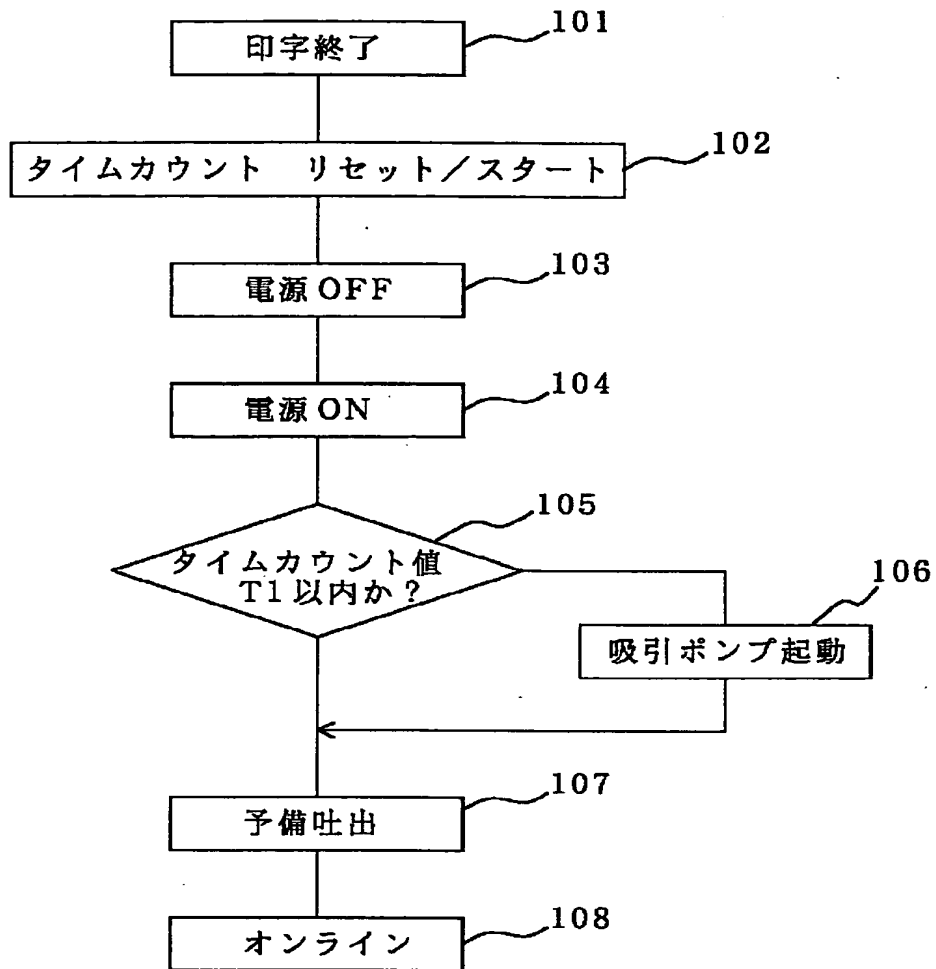 101
印字終了
102
タイムカウント　リセット／スタート
103
電源OFF
104
電源ON
105
タイムカウント値
T1以内か？
106
吸引ポンプ起動
107
予備吐出
108
オンライン